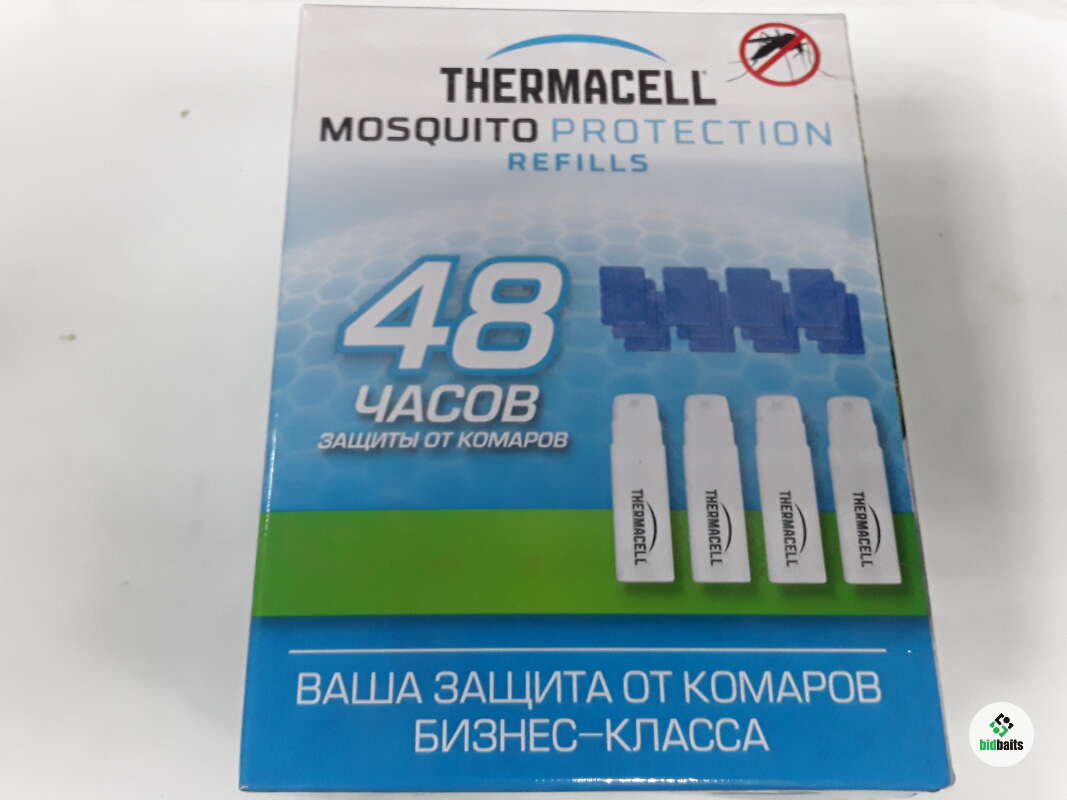 THERMACELL
MOSQUITO PROTECTION
REFILLS
48
ЧАСОВ
ЗАЩИТЫ ОТ КОМАРОВ
THERMACELL
THERMACELL
THERMACELL
THERMACELL
ВАША ЗАЩИТА ОТ КОМАРОВ
БИЗНЕС-КЛАССА
bidbaits